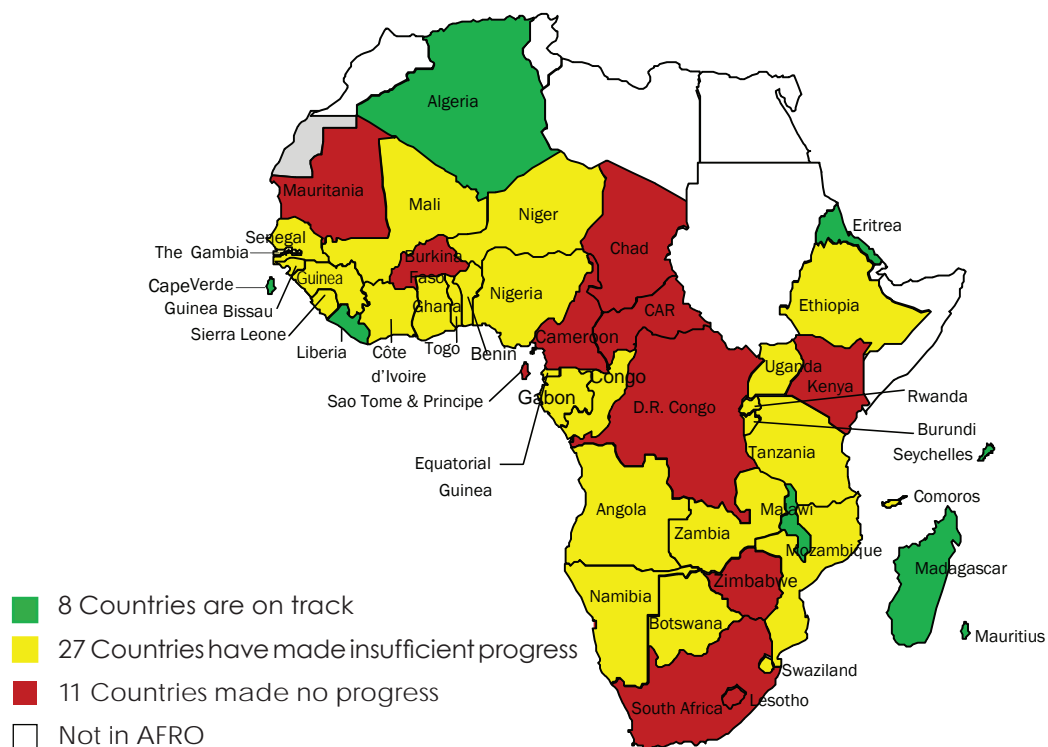 Algeria
Mauritania
Mali
Niger
Chad
Eritrea
Senegal
The Gambia
Burkina
Faso
Guinea
CapeVerde
Guinea Bissau
Nigeria
Ghana
CAR
Ethiopia
Sierra Leone
Liberia
Côte
d'Ivoire
Togo
Benin
Cameroon
Sao Tome & Principe
Gabon
Congo
D.R. Congo
Uganda
Kenya
Rwanda
Burundi
Seychelles
Tanzania
Equatorial
Guinea
Comoros
Angola
Malawi
Zambia
Mozambique
Madagascar
Zimbabwe
Namibia
Botswana
Mauritius
Swaziland
Lesotho
South Africa
8 Countries are on track
27 Countries have made insufficient progress
11 Countries made no progress
Not in AFRO